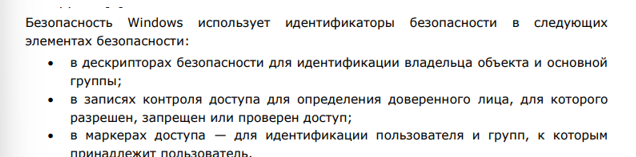 Безопасность Windows использует идентификаторы безопасности в следующих
элементах безопасности:
• в дескрипторах безопасности для идентификации владельца объекта и основной
группы;
• в записях контроля доступа для определения доверенного лица, для которого
разрешен, запрещен или проверен доступ;
• в маркерах доступа — для идентификации пользователя и групп, к которым
принадлежит пользователь.